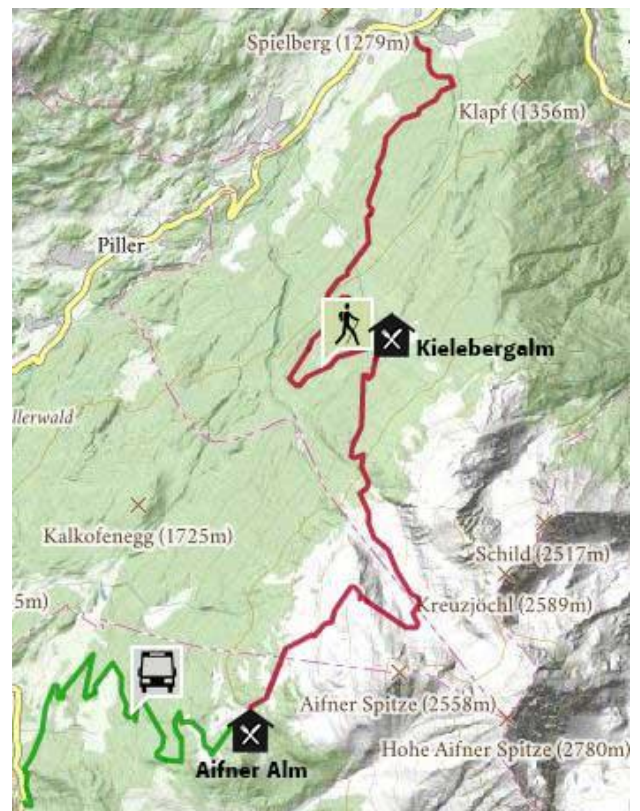 Spielberg (1279m)
Klapf (1356m)
Piller
Kielebergalm
llerwald
Kalkofenegg (1725m)
Schild (2517m)
5m)
Kreuzjöchl (2589m)
Aifner Spitze (2558m)
Hohe Aifner Spitze (2780m)
Aifner Alm